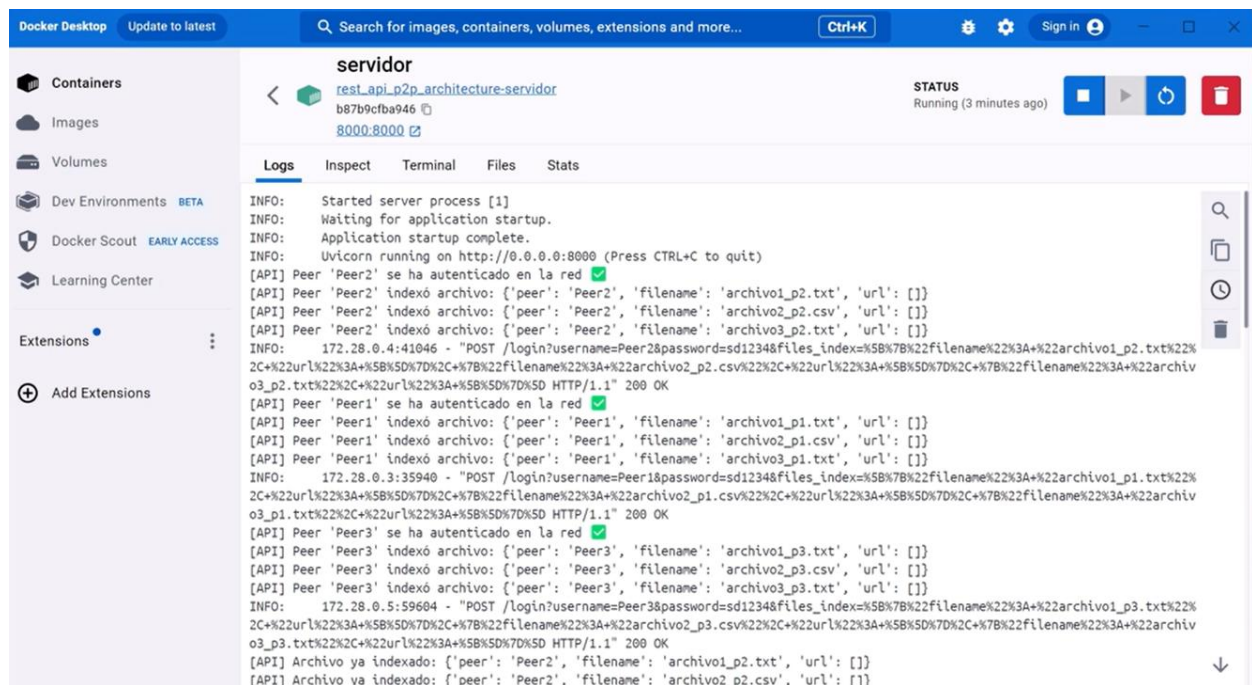 Docker Desktop Update to latest Search for images, containers, volumes, extensions and more... Ctrl+K Sign in
Containers
Images
Volumes
Dev Environments BETA
Docker Scout EARLY ACCESS
Learning Center
Extensions
Add Extensions
servidor
rest_api_p2p_architecture-servidor
b87b9cfba946
8000:8000
STATUS
Running (3 minutes ago)
Logs Inspect Terminal Files Stats
INFO: Started server process [1]
INFO: Waiting for application startup.
INFO: Application startup complete.
INFO: Uvicorn running on http://0.0.0.0:8000 (Press CTRL+C to quit)
[API] Peer 'Peer2' se ha autenticado en la red ✅
[API] Peer 'Peer2' indexó archivo: {'peer': 'Peer2', 'filename': 'archivo1_p2.txt', 'url': []}
[API] Peer 'Peer2' indexó archivo: {'peer': 'Peer2', 'filename': 'archivo2_p2.csv', 'url': []}
[API] Peer 'Peer2' indexó archivo: {'peer': 'Peer2', 'filename': 'archivo3_p2.txt', 'url': []}
INFO: 172.28.0.4:41046 - "POST /login?username=Peer2&password=sd1234&files_index=%5B%7B%22filename%22%3A+%22archivo1_p2.txt%22%
2C+%22url%22%3A+%5B%5D%7D%2C+%7B%22filename%22%3A+%22archivo2_p2.csv%22%2C+%22url%22%3A+%5B%5D%7D%2C+%7B%22filename%22%3A+%22archiv
o3_p2.txt%22%2C+%22url%22%3A+%5B%5D%7D%5D HTTP/1.1" 200 OK
[API] Peer 'Peer1' se ha autenticado en la red ✅
[API] Peer 'Peer1' indexó archivo: {'peer': 'Peer1', 'filename': 'archivo1_p1.txt', 'url': []}
[API] Peer 'Peer1' indexó archivo: {'peer': 'Peer1', 'filename': 'archivo2_p1.csv', 'url': []}
[API] Peer 'Peer1' indexó archivo: {'peer': 'Peer1', 'filename': 'archivo3_p1.txt', 'url': []}
INFO: 172.28.0.3:35940 - "POST /login?username=Peer1&password=sd1234&files_index=%5B%7B%22filename%22%3A+%22archivo1_p1.txt%22%
2C+%22url%22%3A+%5B%5D%7D%2C+%7B%22filename%22%3A+%22archivo2_p1.csv%22%2C+%22url%22%3A+%5B%5D%7D%2C+%7B%22filename%22%3A+%22archiv
o3_p1.txt%22%2C+%22url%22%3A+%5B%5D%7D%5D HTTP/1.1" 200 OK
[API] Peer 'Peer3' se ha autenticado en la red ✅
[API] Peer 'Peer3' indexó archivo: {'peer': 'Peer3', 'filename': 'archivo1_p3.txt', 'url': []}
[API] Peer 'Peer3' indexó archivo: {'peer': 'Peer3', 'filename': 'archivo2_p3.csv', 'url': []}
[API] Peer 'Peer3' indexó archivo: {'peer': 'Peer3', 'filename': 'archivo3_p3.txt', 'url': []}
INFO: 172.28.0.5:59604 - "POST /login?username=Peer3&password=sd1234&files_index=%5B%7B%22filename%22%3A+%22archivo1_p3.txt%22%
2C+%22url%22%3A+%5B%5D%7D%2C+%7B%22filename%22%3A+%22archivo2_p3.csv%22%2C+%22url%22%3A+%5B%5D%7D%2C+%7B%22filename%22%3A+%22archiv
o3_p3.txt%22%2C+%22url%22%3A+%5B%5D%7D%5D HTTP/1.1" 200 OK
[API] Archivo ya indexado: {'peer': 'Peer2', 'filename': 'archivo1_p2.txt', 'url': []}
[API] Archivo ya indexado: {'peer': 'Peer2', 'filename': 'archivo2_p2.csv', 'url': []}